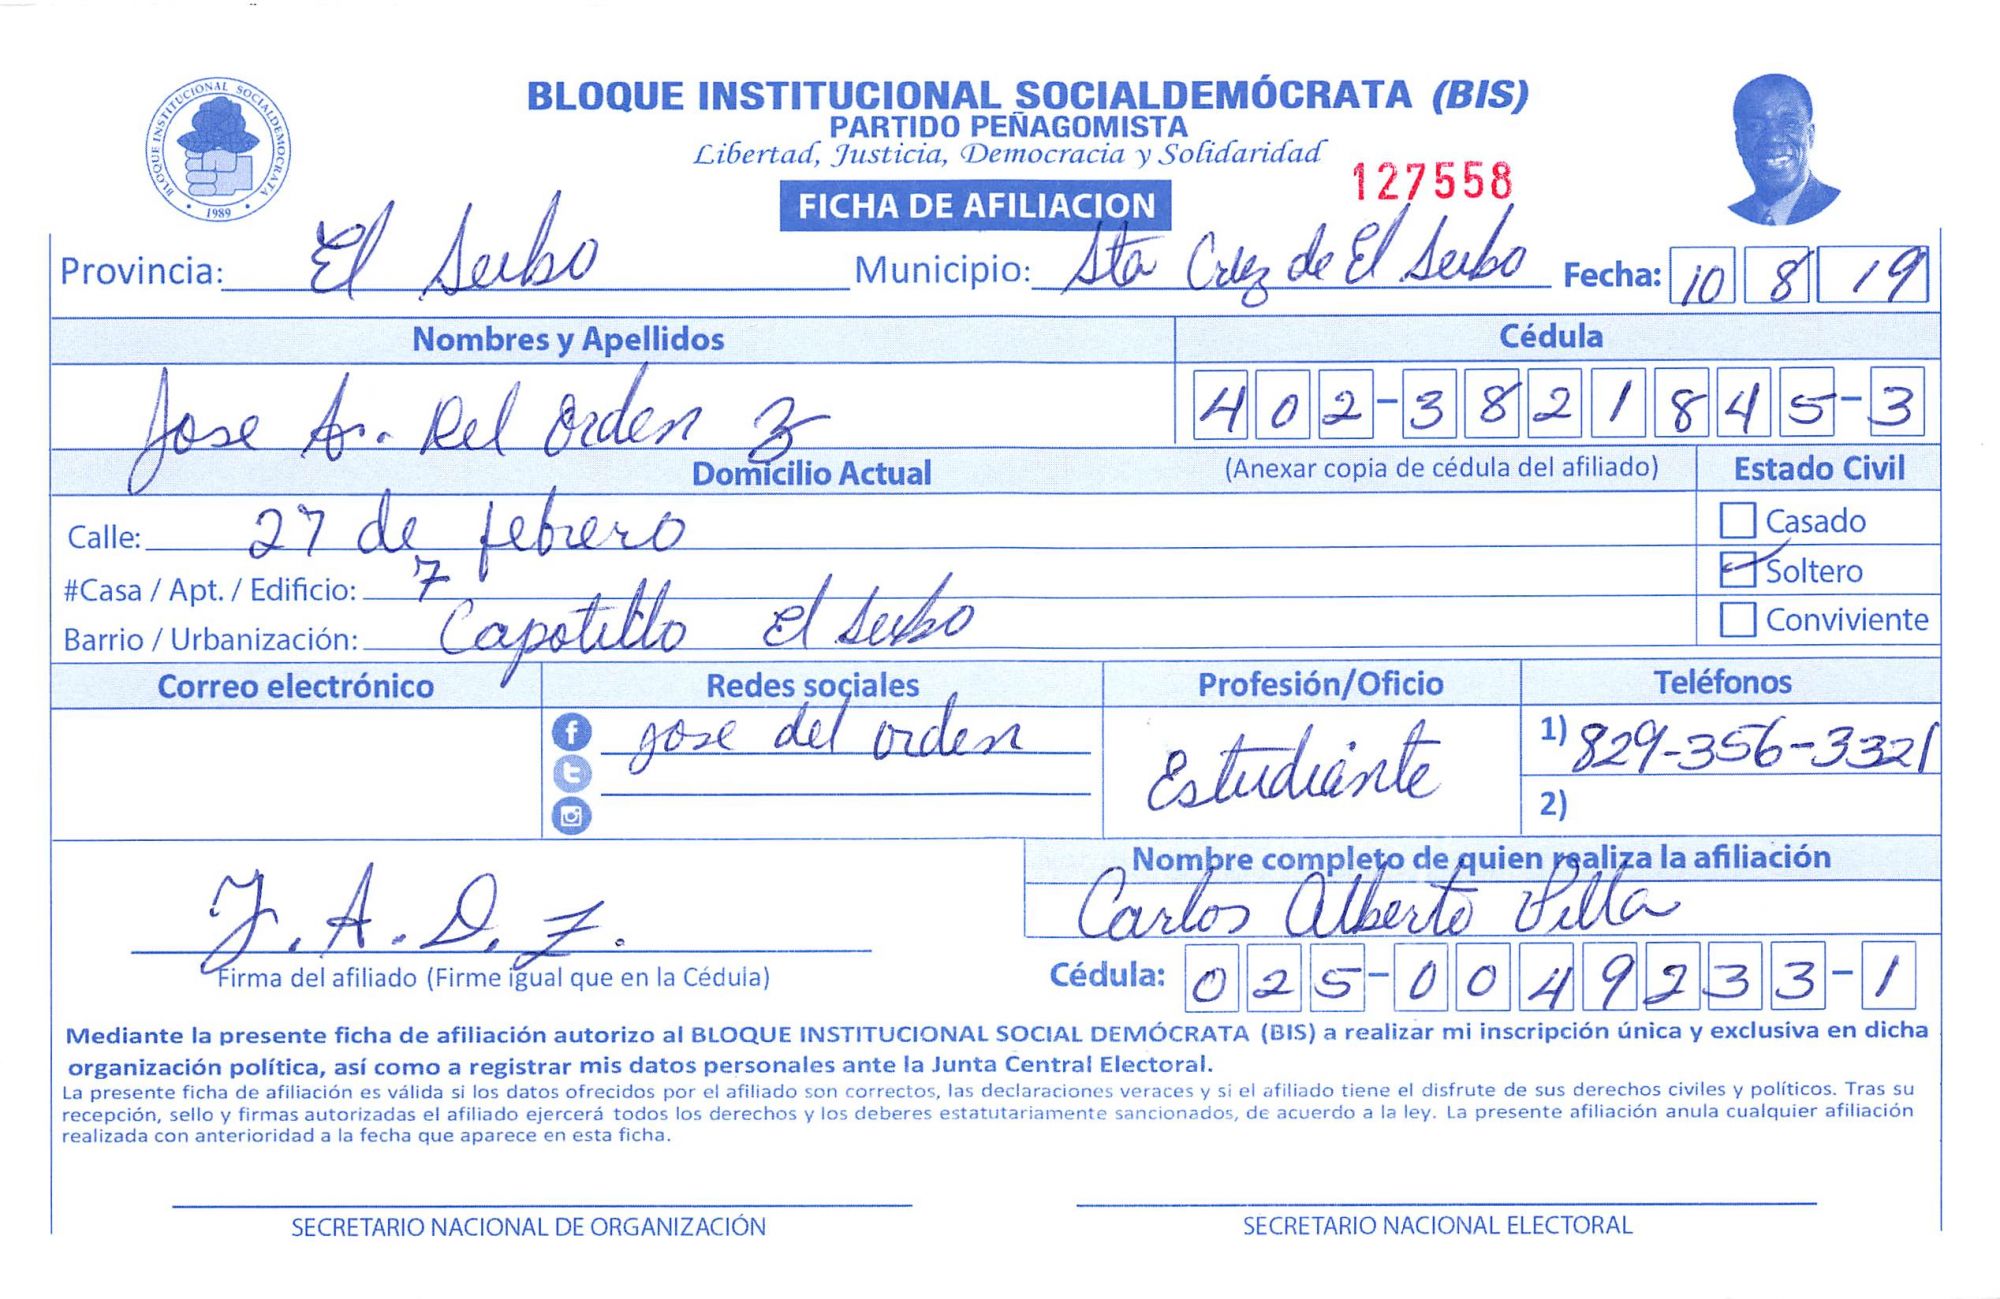 BLOQUE INSTITUCIONAL SOCIALDEMÓCRATA (BIS)
PARTIDO PEÑAGOMISTA
Libertad, Justicia, Democracia y Solidaridad
BLOQUE INSTITUCIONAL SOCIALDEMOCRATA
1989
127558
FICHA DE AFILIACION
Provincia: El Seibo Municipio: Sta Cruz de El Seibo Fecha: 10 8 19
Nombres y Apellidos Cédula
Jose A. Del Orden Z 402-3821845-3
Domicilio Actual (Anexar copia de cédula del afiliado) Estado Civil
Calle: 27 de febrero Casado
#Casa / Apt. / Edificio: 7 Soltero
Barrio / Urbanización: Capotillo El Seibo Conviviente
Correo electrónico Redes sociales Profesión/Oficio Teléfonos
jose del orden Estudiante 1) 829-356-3321
2)
Nombre completo de quien realiza la afiliación
J. A. D. Z. Carlos Alberto Villa
Firma del afiliado (Firme igual que en la Cédula) Cédula: 025-0049233-1
Mediante la presente ficha de afiliación autorizo al BLOQUE INSTITUCIONAL SOCIAL DEMÓCRATA (BIS) a realizar mi inscripción única y exclusiva en dicha
organización política, así como a registrar mis datos personales ante la Junta Central Electoral.
La presente ficha de afiliación es válida si los datos ofrecidos por el afiliado son correctos, las declaraciones veraces y si el afiliado tiene el disfrute de sus derechos civiles y políticos. Tras su
recepción, sello y firmas autorizadas el afiliado ejercerá todos los derechos y los deberes estatutariamente sancionados, de acuerdo a la ley. La presente afiliación anula cualquier afiliación
realizada con anterioridad a la fecha que aparece en esta ficha.
SECRETARIO NACIONAL DE ORGANIZACIÓN SECRETARIO NACIONAL ELECTORAL